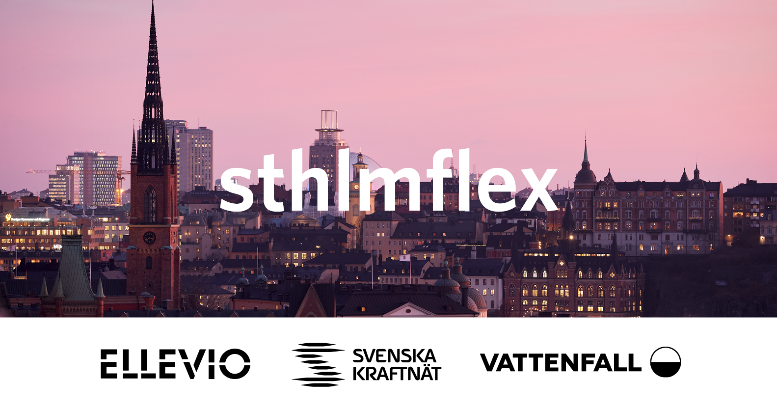 sthlmflex
ELLEVIO
SVENSKA
KRAFTNÄT
VATTENFALL